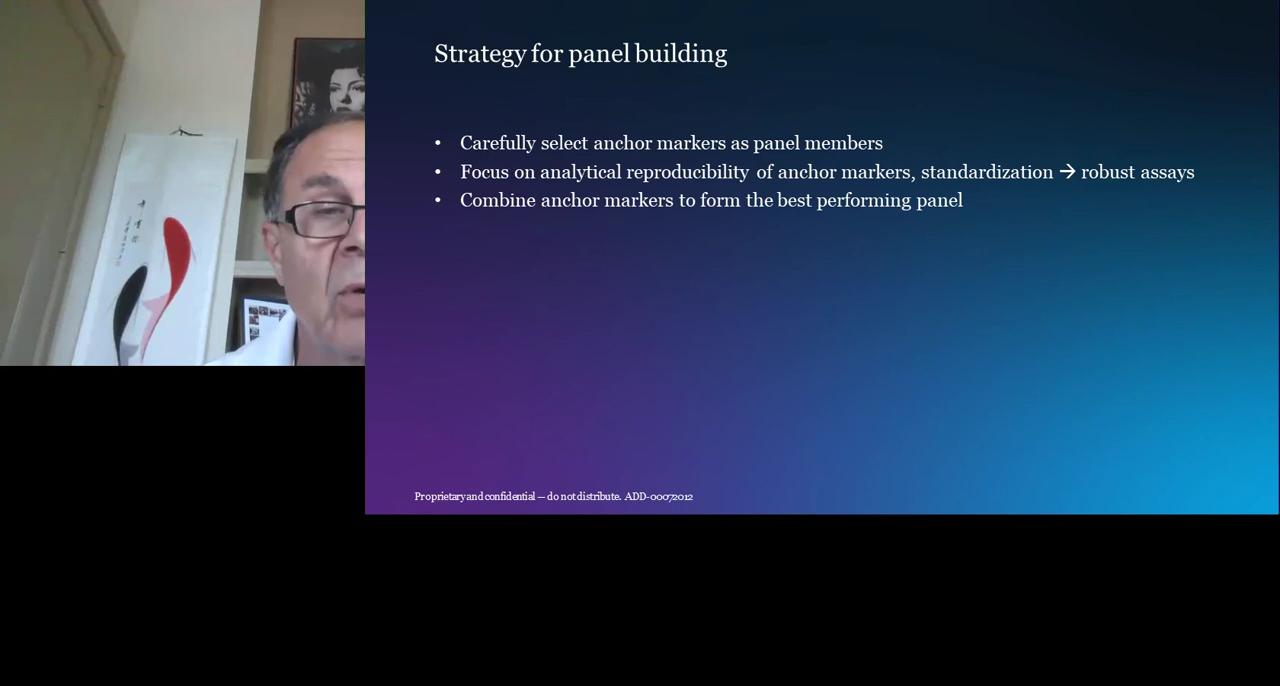 Strategy for panel building
• Carefully select anchor markers as panel members
• Focus on analytical reproducibility of anchor markers, standardization → robust assays
• Combine anchor markers to form the best performing panel
Proprietary and confidential — do not distribute. ADD-00072012